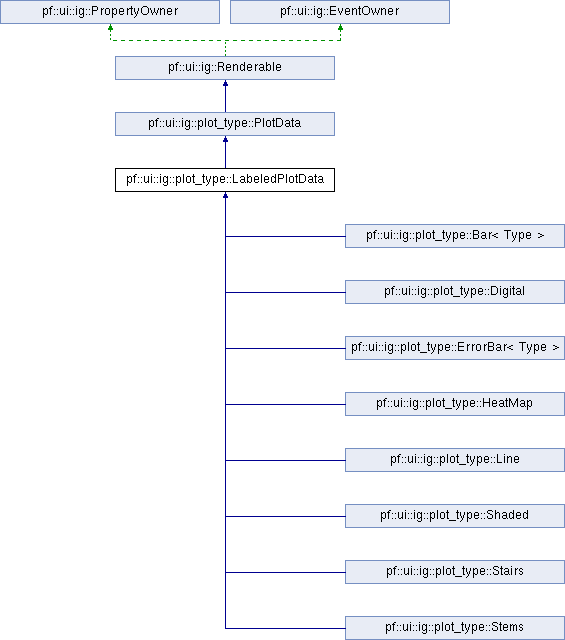 pf::ui::ig::PropertyOwner
pf::ui::ig::EventOwner
pf::ui::ig::Renderable
pf::ui::ig::plot_type::PlotData
pf::ui::ig::plot_type::LabeledPlotData
pf::ui::ig::plot_type::Bar< Type >
pf::ui::ig::plot_type::Digital
pf::ui::ig::plot_type::ErrorBar< Type >
pf::ui::ig::plot_type::HeatMap
pf::ui::ig::plot_type::Line
pf::ui::ig::plot_type::Shaded
pf::ui::ig::plot_type::Stairs
pf::ui::ig::plot_type::Stems